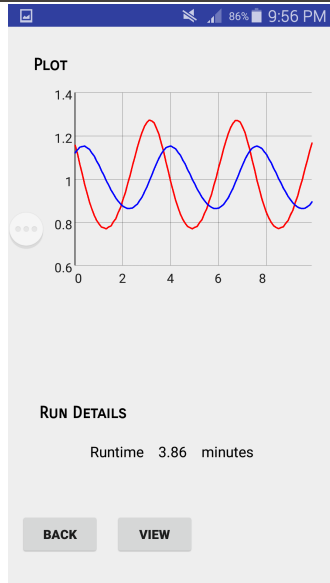 86% 9:56 PM
Plot
1.4
1.2
1
0.8
0.6
0 2 4 6 8
Run Details
Runtime 3.86 minutes
BACK VIEW